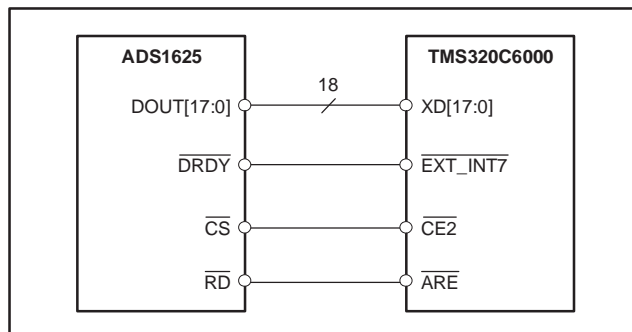 ADS1625 TMS320C6000
18
DOUT[17:0] XD[17:0]
DRDY EXT_INT7
CS CE2
RD ARE